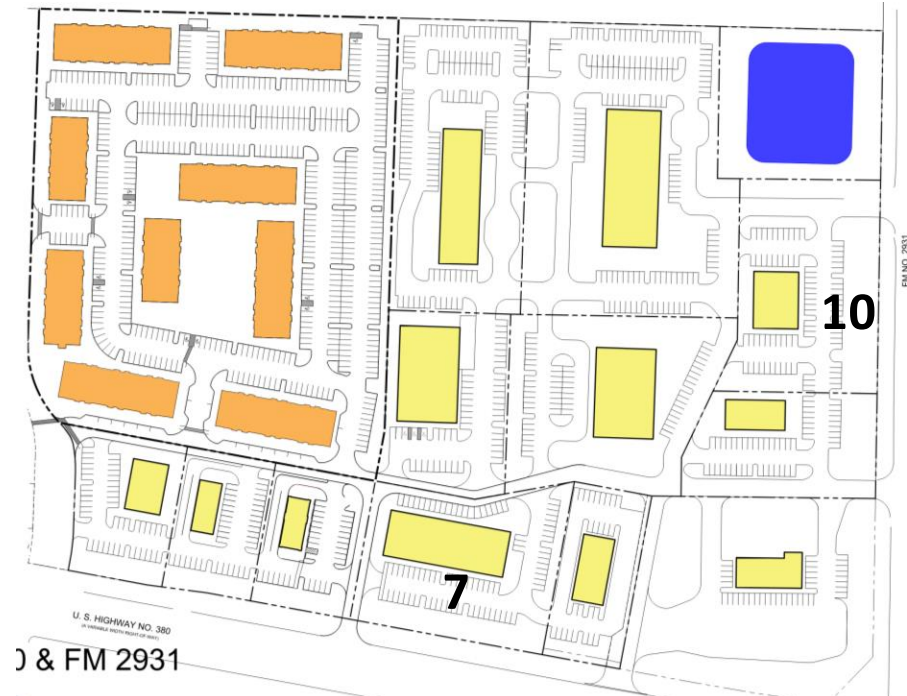 FM NO. 2931
10
7
U. S. HIGHWAY NO. 380
(A VARIABLE WIDTH RIGHT-OF-WAY)
0 & FM 2931